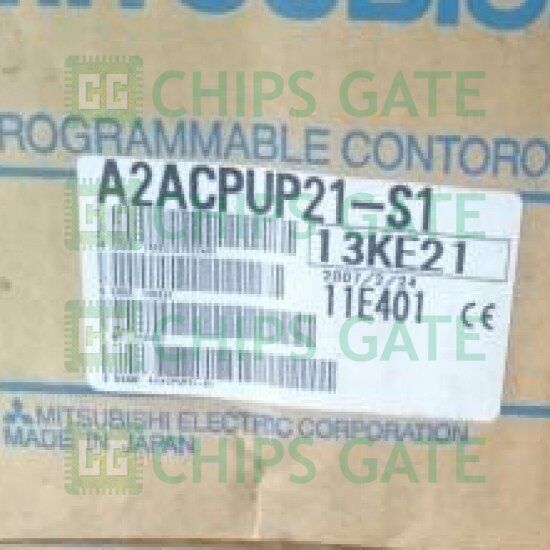 CHIPS GATE
ROGRAMMABLE CONTORO
A2ACPUP21-S1
13KE21
CHIPS GATE
11E401
CE
CHIPS GATE
MITSUBISHI ELECTRIC CORPORATION
MADE IN JAPAN
CHIPS GATE